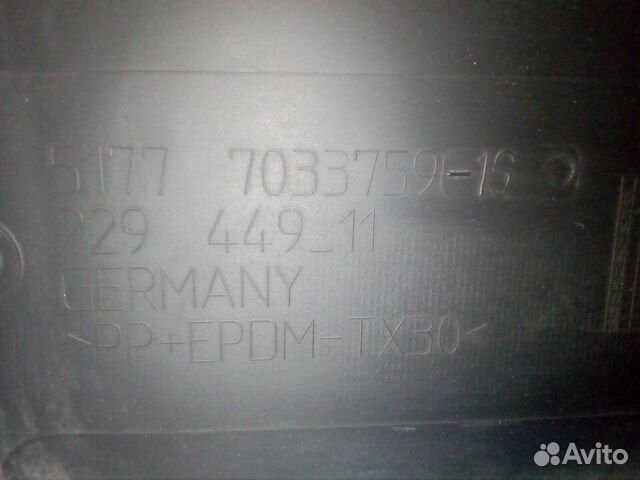 5177 7033759-16
229 449_11
GERMANY
>PP+EPDM-TX30<
Avito